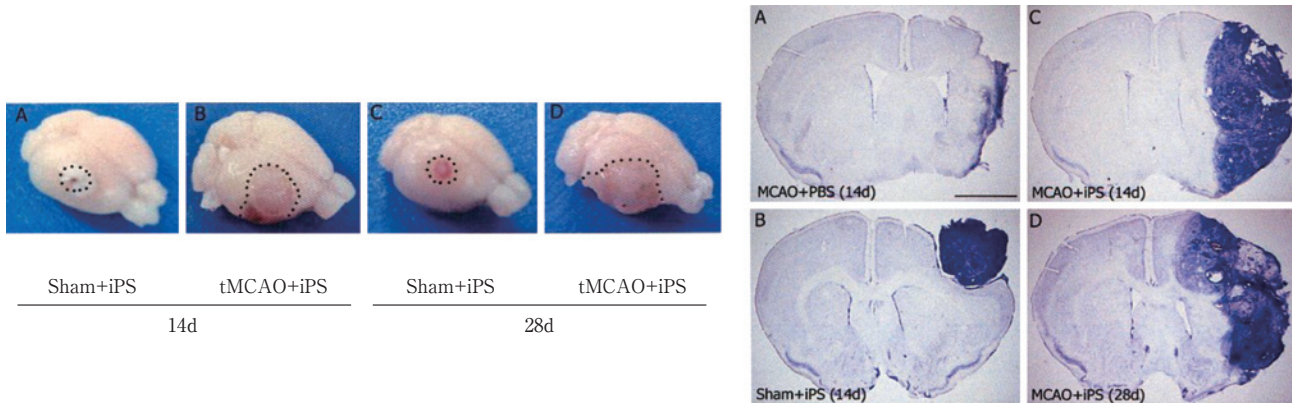 A
B
C
D
Sham+iPS
tMCAO+iPS
Sham+iPS
tMCAO+iPS
14d
28d
A
MCAO+PBS (14d)
C
MCAO+iPS (14d)
B
Sham+iPS (14d)
D
MCAO+iPS (28d)